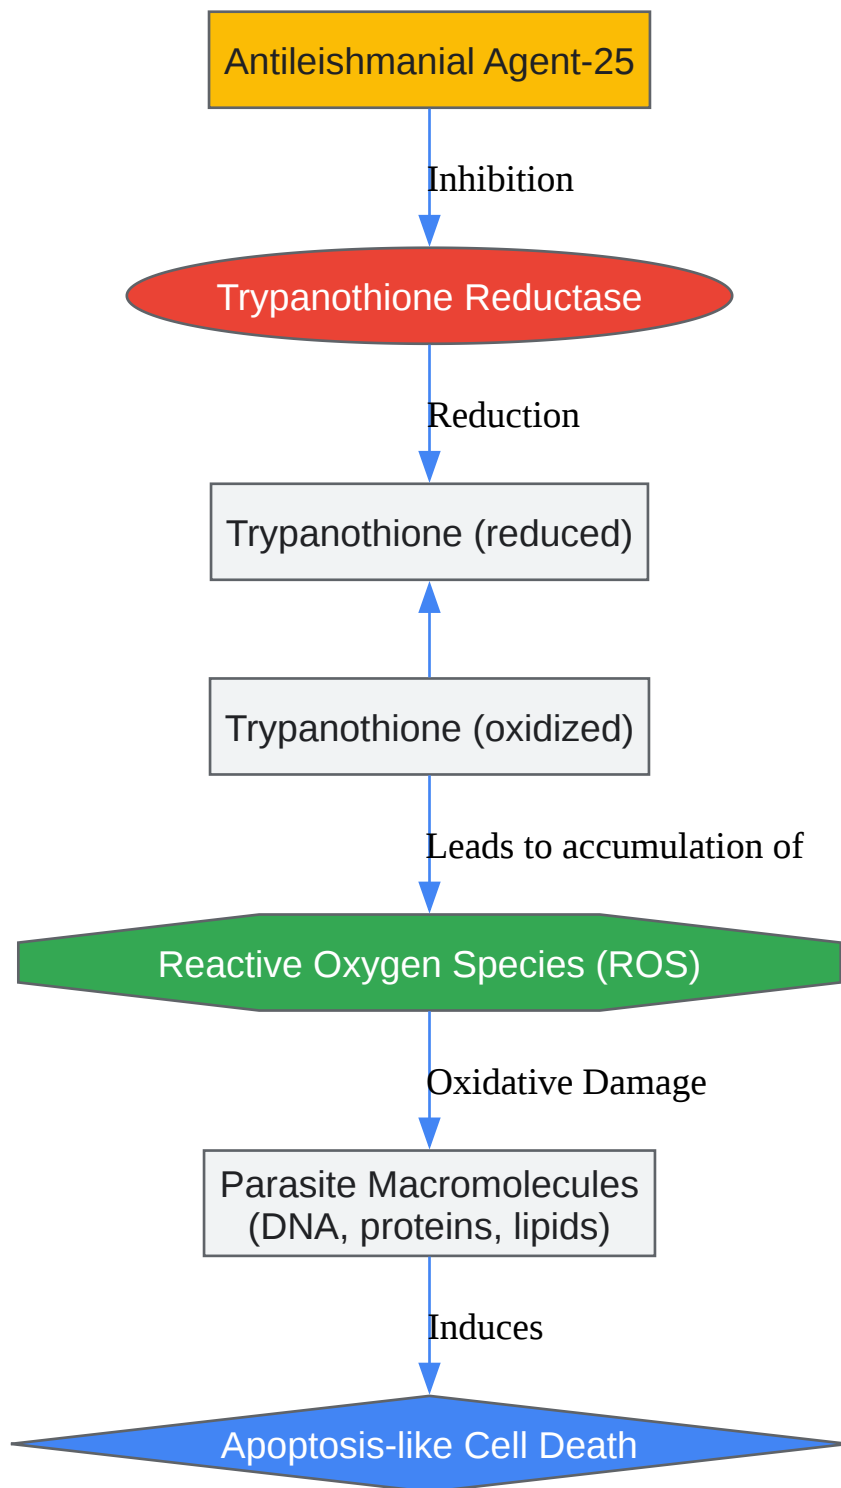 Antileishmanial Agent-25
Inhibition
Trypanothione Reductase
Reduction
Trypanothione (reduced)
Trypanothione (oxidized)
Leads to accumulation of
Reactive Oxygen Species (ROS)
Oxidative Damage
Parasite Macromolecules
(DNA, proteins, lipids)
Induces
Apoptosis-like Cell Death